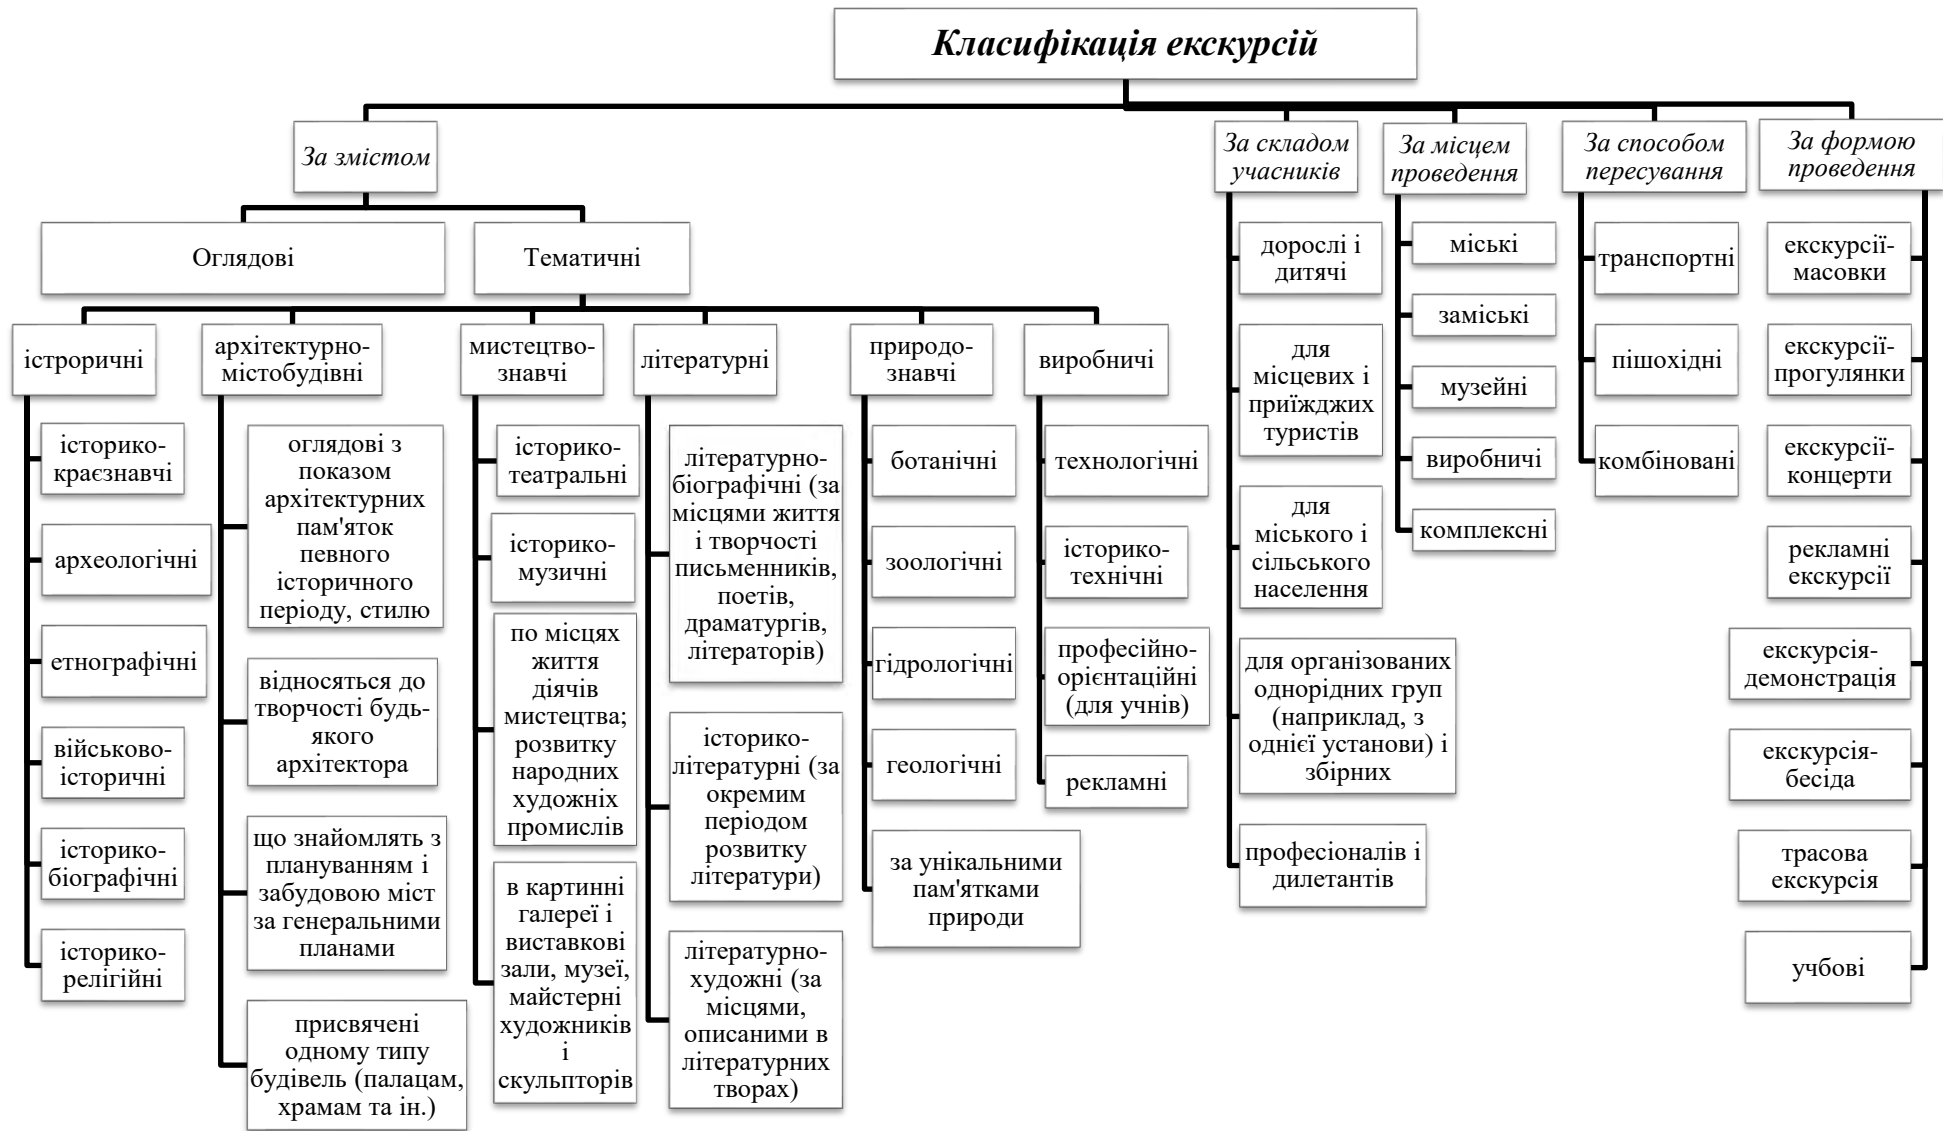 Класифікація екскурсій
За змістом
Оглядові
Тематичні
істроричні
історико-
краєзнавчі
археологічні
етнографічні
військово-
історичні
історико-
біографічні
історико-
релігійні
архітектурно-
містобудівні
оглядові з
показом
архітектурних
пам'яток
певного
історичного
періоду, стилю
відносяться до
творчості будь-
якого
архітектора
що знайомлять з
плануванням і
забудовою міст
за генеральними
планами
присвячені
одному типу
будівель (палацам,
храмам та ін.)
мистецтво-
знавчі
історико-
театральні
історико-
музичні
по місцях
життя
діячів
мистецтва;
розвитку
народних
художніх
промислів
в картинні
галереї і
виставкові
зали, музеї,
майстерні
художників
і
скульпторів
літературні
літературно-
біографічні (за
місцями життя
і творчості
письменників,
поетів,
драматургів,
літераторів)
історико-
літературні (за
окремим
періодом
розвитку
літератури)
літературно-
художні (за
місцями,
описаними в
літературних
творах)
природо-
знавчі
ботанічні
зоологічні
гідрологічні
геологічні
за унікальними
пам'ятками
природи
виробничі
технологічні
історико-
технічні
професійно-
орієнтаційні
(для учнів)
рекламні
За складом
учасників
дорослі і
дитячі
для
місцевих і
приїжджих
туристів
для
міського і
сільського
населення
для організованих
однорідних груп
(наприклад, з
однієї установи) і
збірних
професіоналів і
дилетантів
За місцем
проведення
міські
заміські
музейні
виробничі
комплексні
За способом
пересування
транспортні
пішохідні
комбіновані
За формою
проведення
екскурсії-
масовки
екскурсії-
прогулянки
екскурсії-
концерти
рекламні
екскурсії
екскурсія-
демонстрація
екскурсія-
бесіда
трасова
екскурсія
учбові